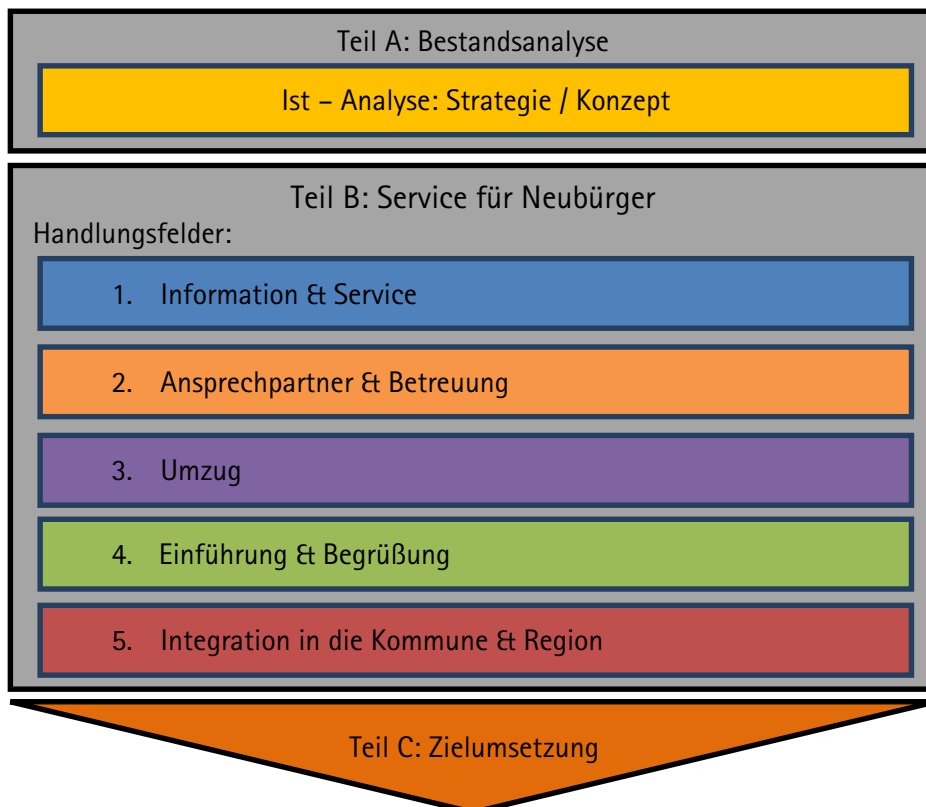 Teil A: Bestandsanalyse
Ist – Analyse: Strategie / Konzept
Teil B: Service für Neubürger
Handlungsfelder:
1. Information & Service
2. Ansprechpartner & Betreuung
3. Umzug
4. Einführung & Begrüßung
5. Integration in die Kommune & Region
Teil C: Zielumsetzung